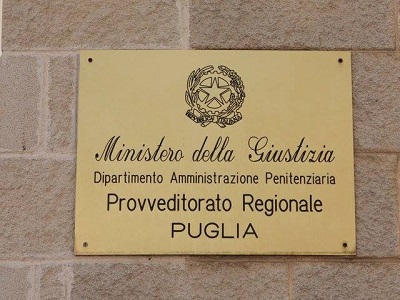 Ministero della Giustizia
Dipartimento Amministrazione Penitenziaria
Provveditorato Regionale
PUGLIA